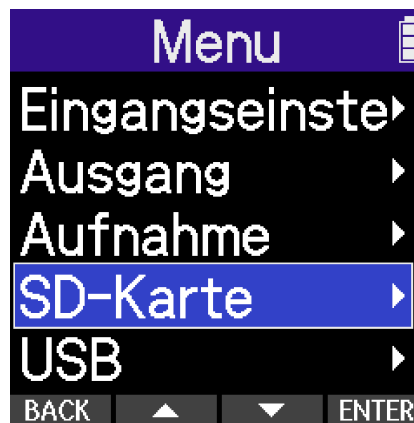 Menu
Eingangseinste
Ausgang
Aufnahme
SD-Karte
USB
BACK ENTER